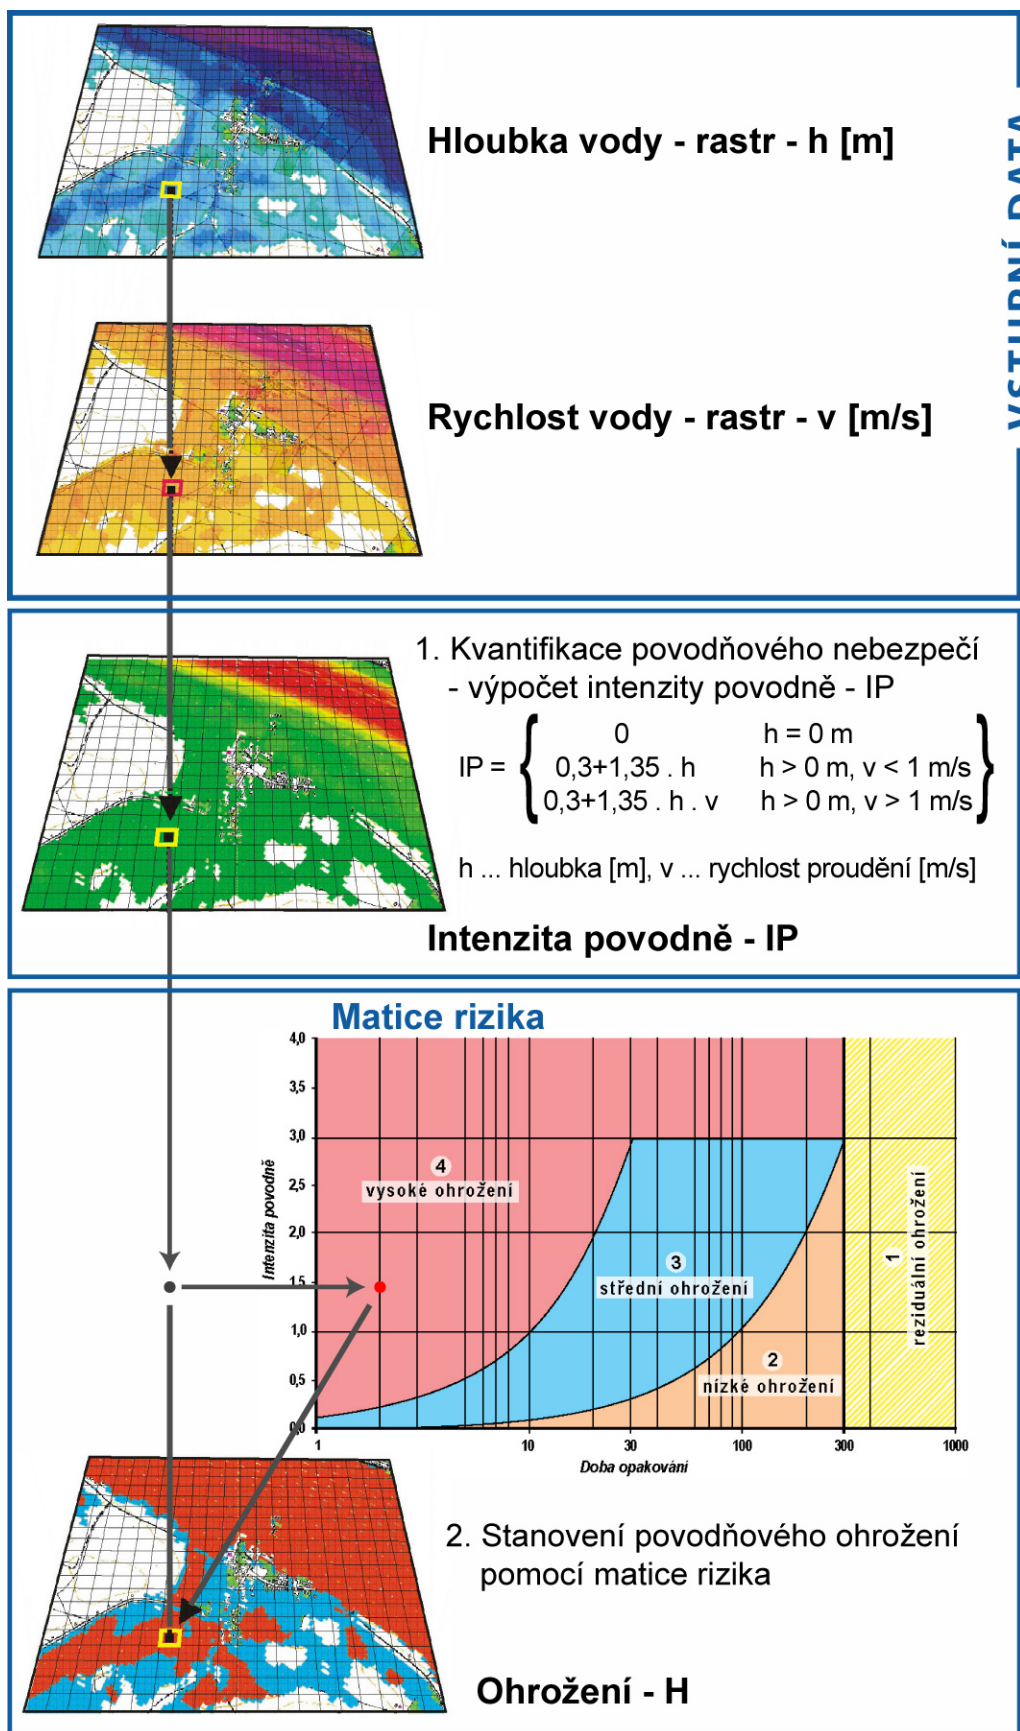 Hloubka vody - rastr - h [m]
VSTUPNÍ DATA
Rychlost vody - rastr - v [m/s]
1. Kvantifikace povodňového nebezpečí
- výpočet intenzity povodně - IP
IP = { 0 h = 0 m
0,3+1,35 . h h > 0 m, v < 1 m/s
0,3+1,35 . h . v h > 0 m, v > 1 m/s }
h ... hloubka [m], v ... rychlost proudění [m/s]
Intenzita povodně - IP
Matice rizika
4,0
3,5
3,0
2,5
2,0
1,5
1,0
0,5
0,0
Intenzita povodně
4
vysoké ohrožení
3
střední ohrožení
2
nízké ohrožení
1
reziduální ohrožení
1 10 30 100 300 1000
Doba opakování
2. Stanovení povodňového ohrožení
pomocí matice rizika
Ohrožení - H